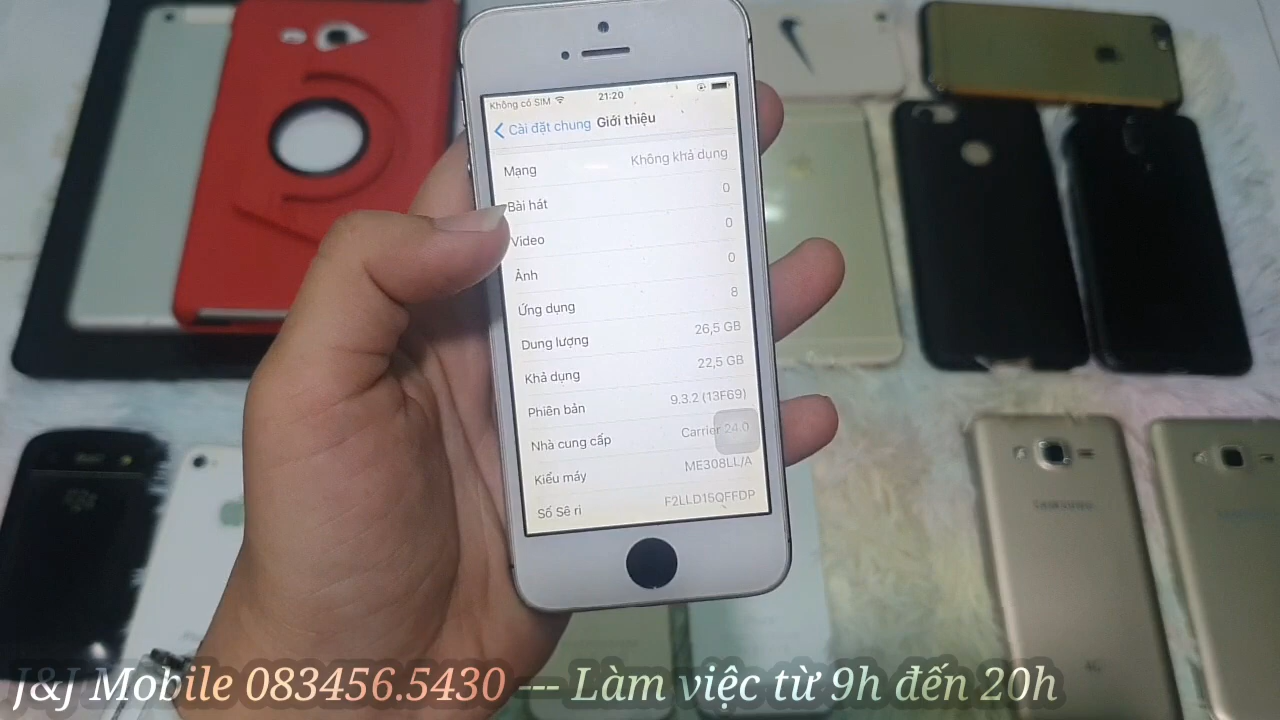 Không có SIM
21:20
Cài đặt chung Giới thiệu
Mạng Không khả dụng
Bài hát 0
Video 0
Ảnh 0
Ứng dụng 8
Dung lượng 26,5 GB
Khả dụng 22,5 GB
Phiên bản 9.3.2 (13F69)
Nhà cung cấp Carrier 24.0
Kiểu máy ME308LL/A
Số Sê ri F2LLD15QFFDP
SAMSUNG
J&J Mobile 083456.5430 --- Làm việc từ 9h đến 20h